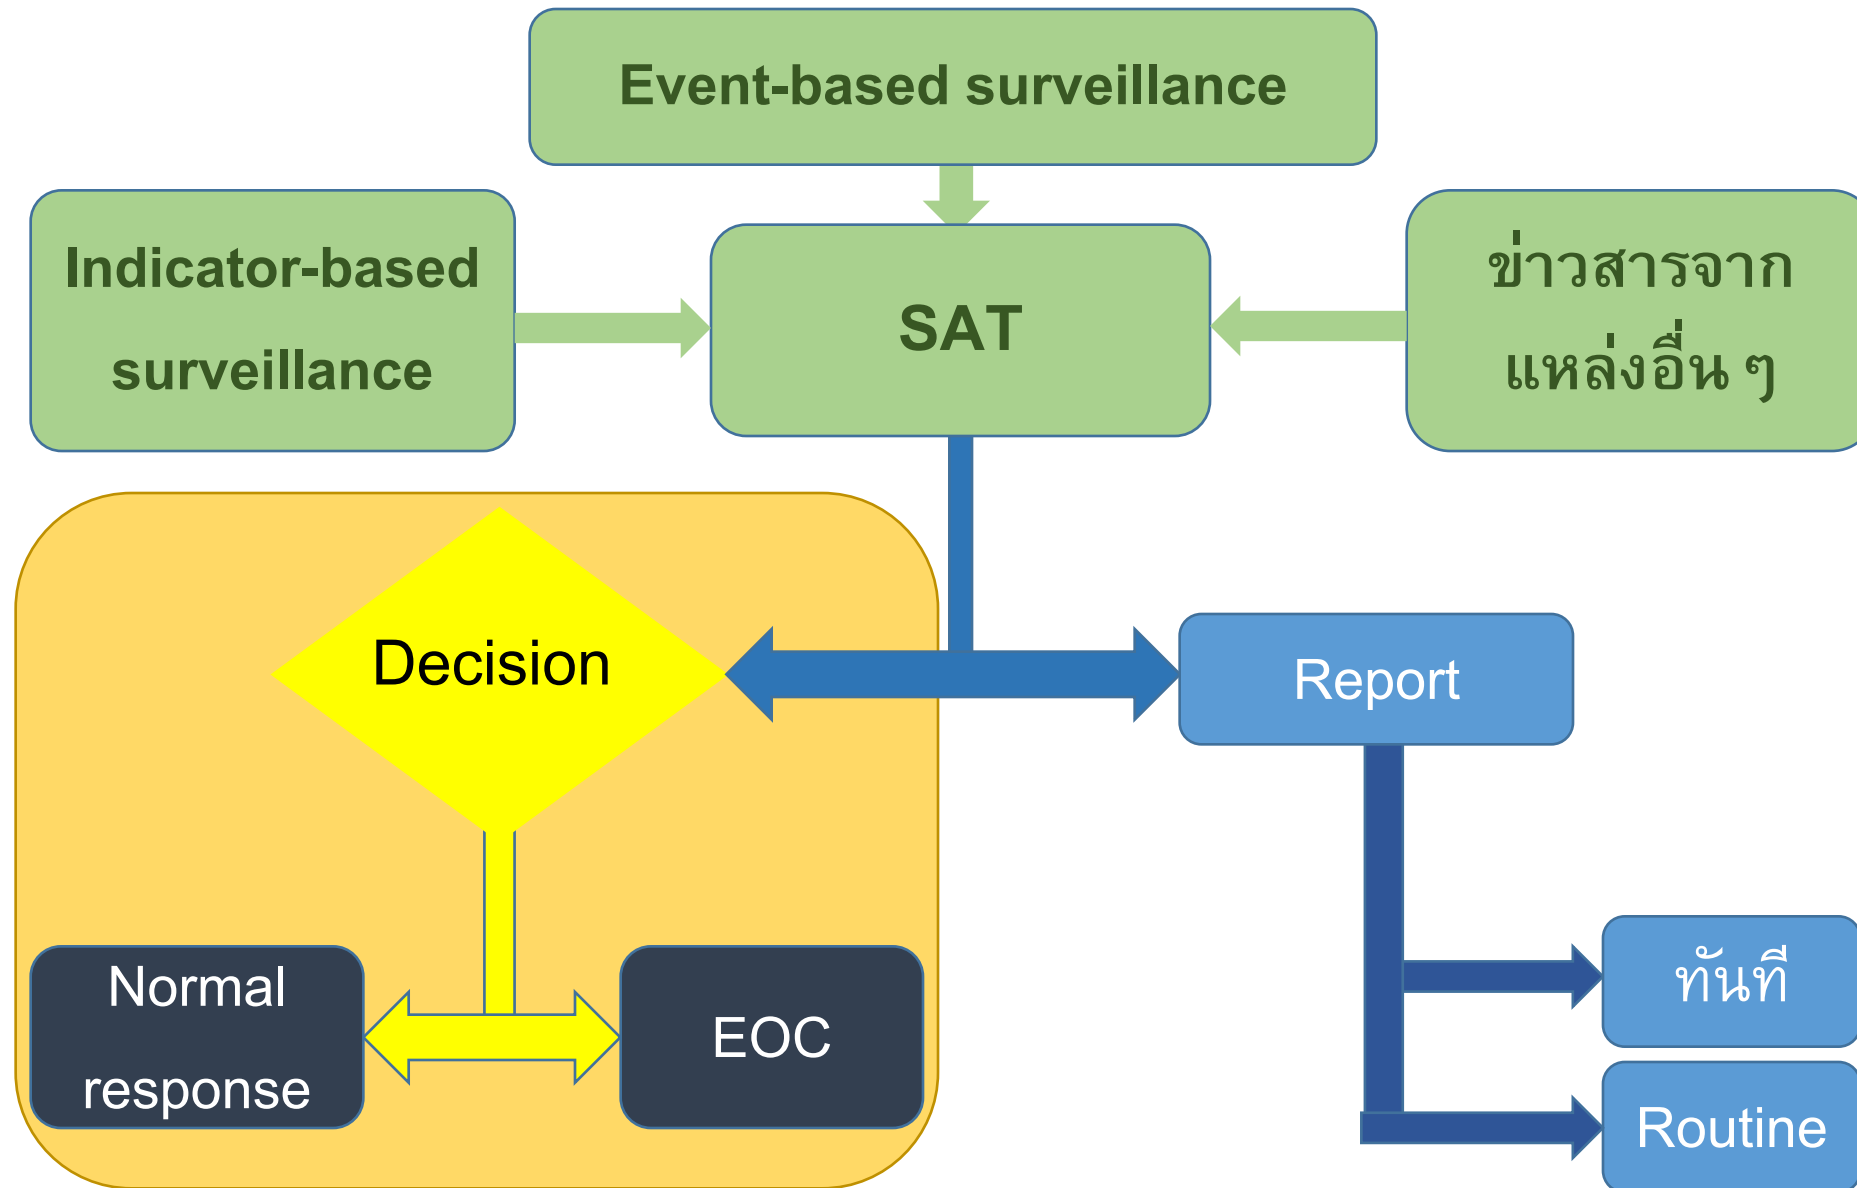 Event-based surveillance
Indicator-based
surveillance
SAT
ข่าวสารจาก
แหล่งอื่น ๆ
Decision
Report
Normal
response
EOC
ทันที
Routine